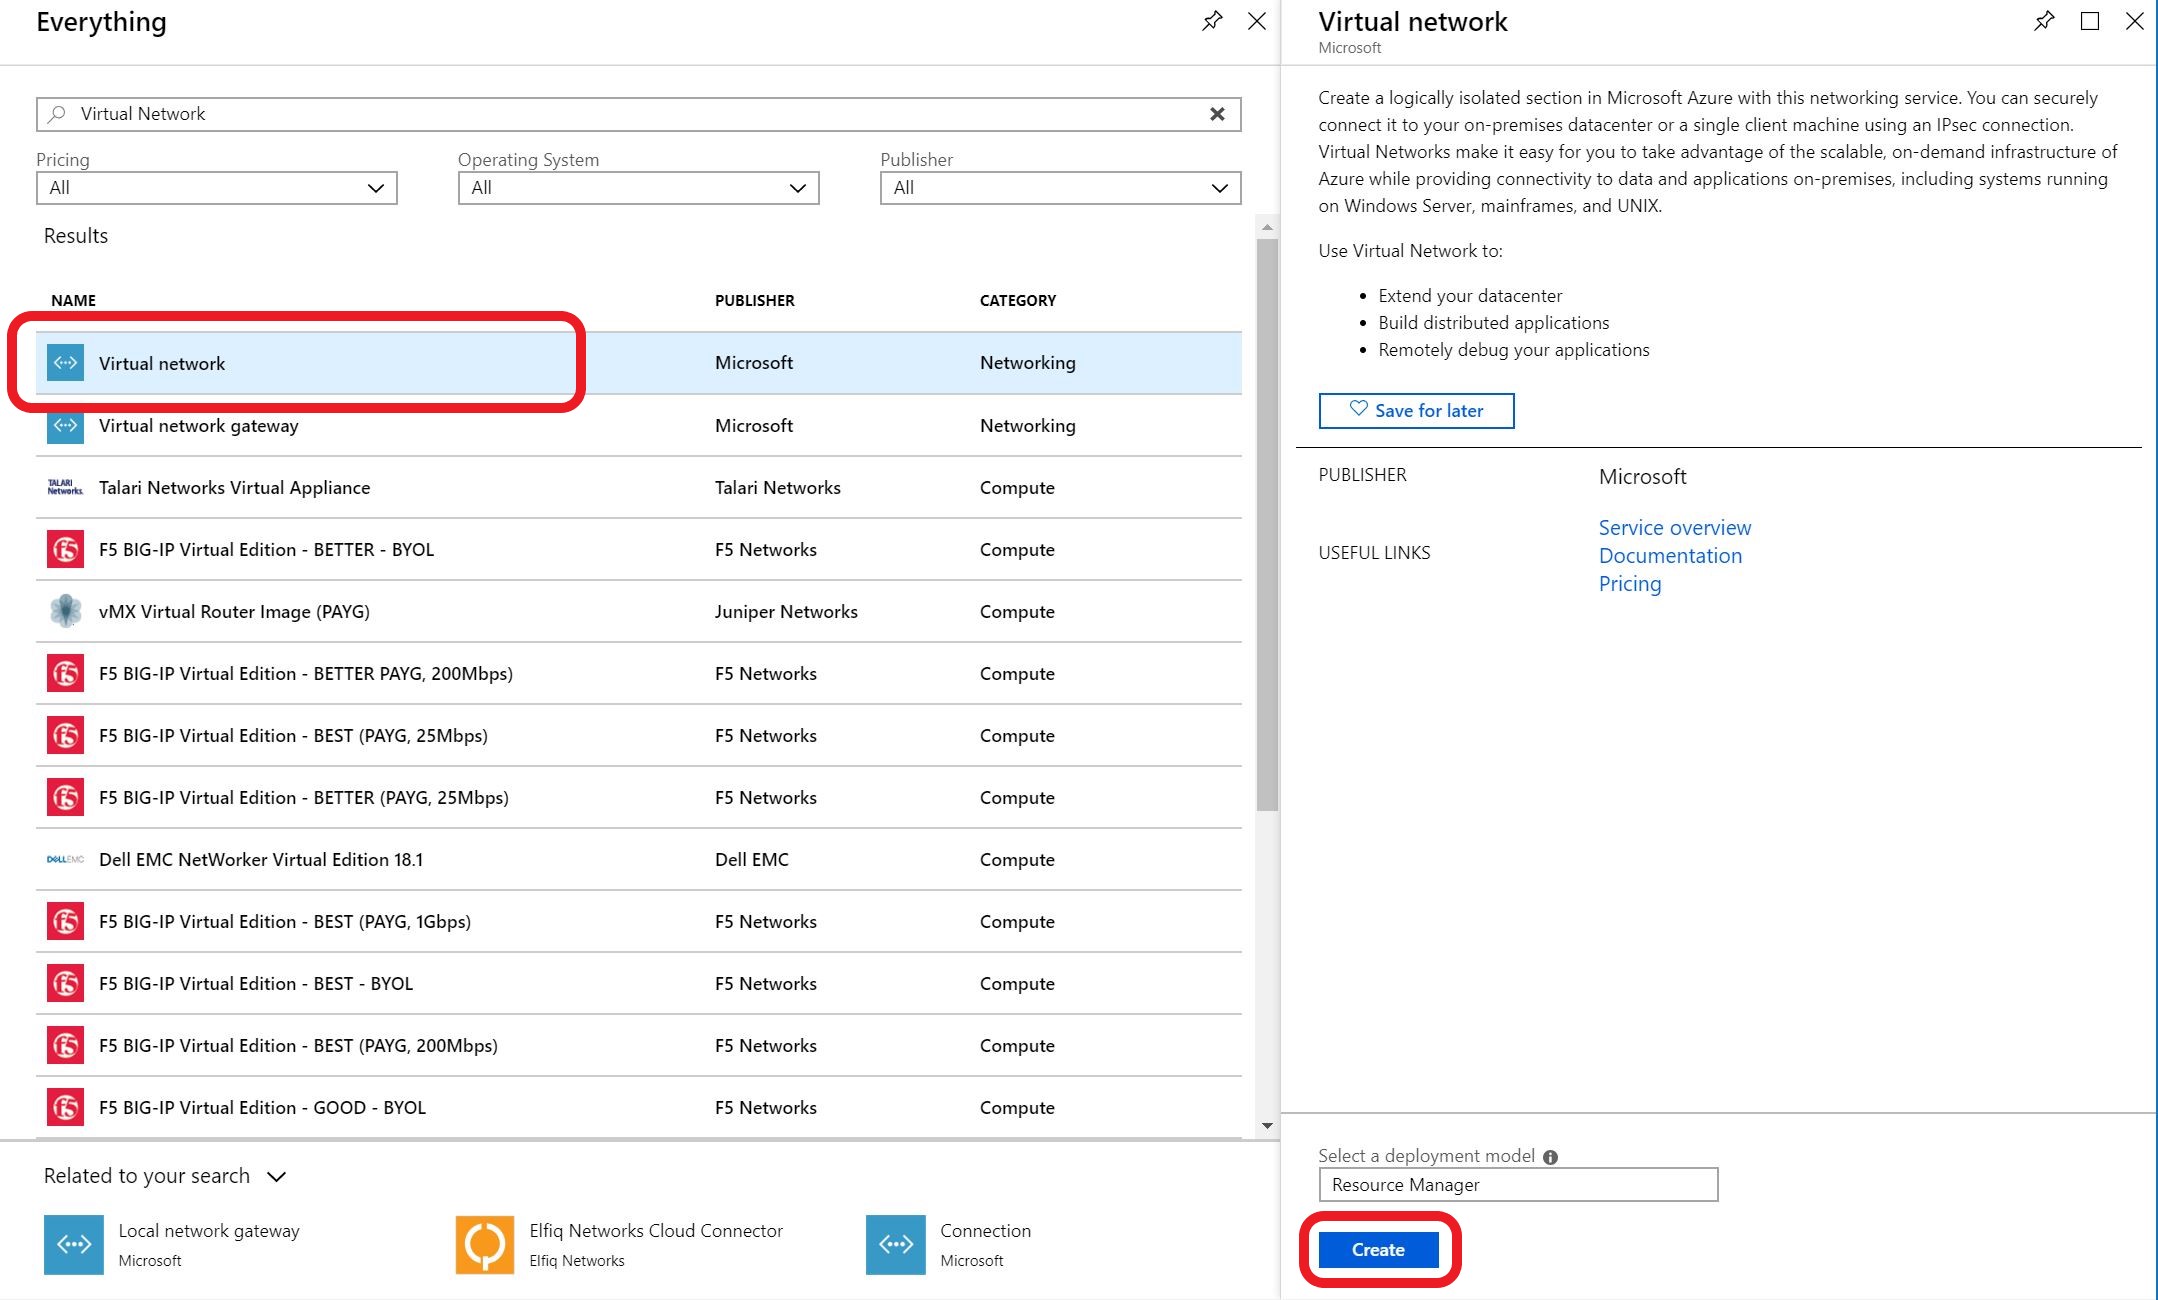 Everything
Virtual Network
Pricing
All
Operating System
All
Publisher
All
Results
NAME PUBLISHER CATEGORY
Virtual network Microsoft Networking
Virtual network gateway Microsoft Networking
TALARI
Networks.
Talari Networks Virtual Appliance Talari Networks Compute
F5 BIG-IP Virtual Edition - BETTER - BYOL F5 Networks Compute
vMX Virtual Router Image (PAYG) Juniper Networks Compute
F5 BIG-IP Virtual Edition - BETTER PAYG, 200Mbps) F5 Networks Compute
F5 BIG-IP Virtual Edition - BEST (PAYG, 25Mbps) F5 Networks Compute
F5 BIG-IP Virtual Edition - BETTER (PAYG, 25Mbps) F5 Networks Compute
DELLEMC Dell EMC NetWorker Virtual Edition 18.1 Dell EMC Compute
F5 BIG-IP Virtual Edition - BEST (PAYG, 1Gbps) F5 Networks Compute
F5 BIG-IP Virtual Edition - BEST - BYOL F5 Networks Compute
F5 BIG-IP Virtual Edition - BEST (PAYG, 200Mbps) F5 Networks Compute
F5 BIG-IP Virtual Edition - GOOD - BYOL F5 Networks Compute
Related to your search
Local network gateway
Microsoft
Elfiq Networks Cloud Connector
Elfiq Networks
Connection
Microsoft
Virtual network
Microsoft
Create a logically isolated section in Microsoft Azure with this networking service. You can securely
connect it to your on-premises datacenter or a single client machine using an IPsec connection.
Virtual Networks make it easy for you to take advantage of the scalable, on-demand infrastructure of
Azure while providing connectivity to data and applications on-premises, including systems running
on Windows Server, mainframes, and UNIX.
Use Virtual Network to:
• Extend your datacenter
• Build distributed applications
• Remotely debug your applications
Save for later
PUBLISHER Microsoft
USEFUL LINKS
Service overview
Documentation
Pricing
Select a deployment model
Resource Manager
Create